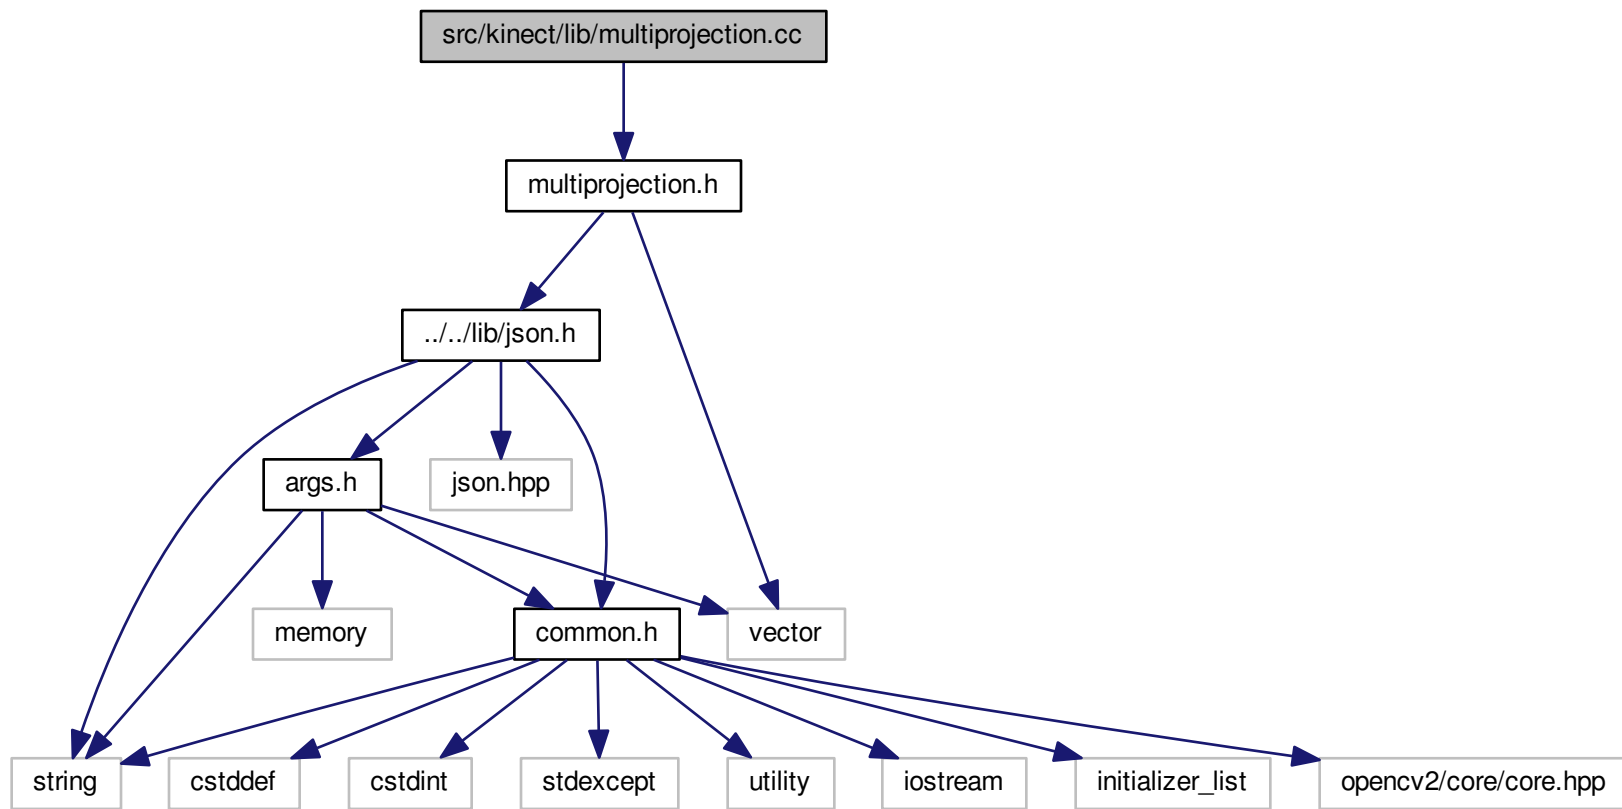 src/kinect/lib/multiprojection.cc
multiprojection.h
../../lib/json.h
args.h
json.hpp
memory
common.h
vector
string
cstddef
cstdint
stdexcept
utility
iostream
initializer_list
opencv2/core/core.hpp